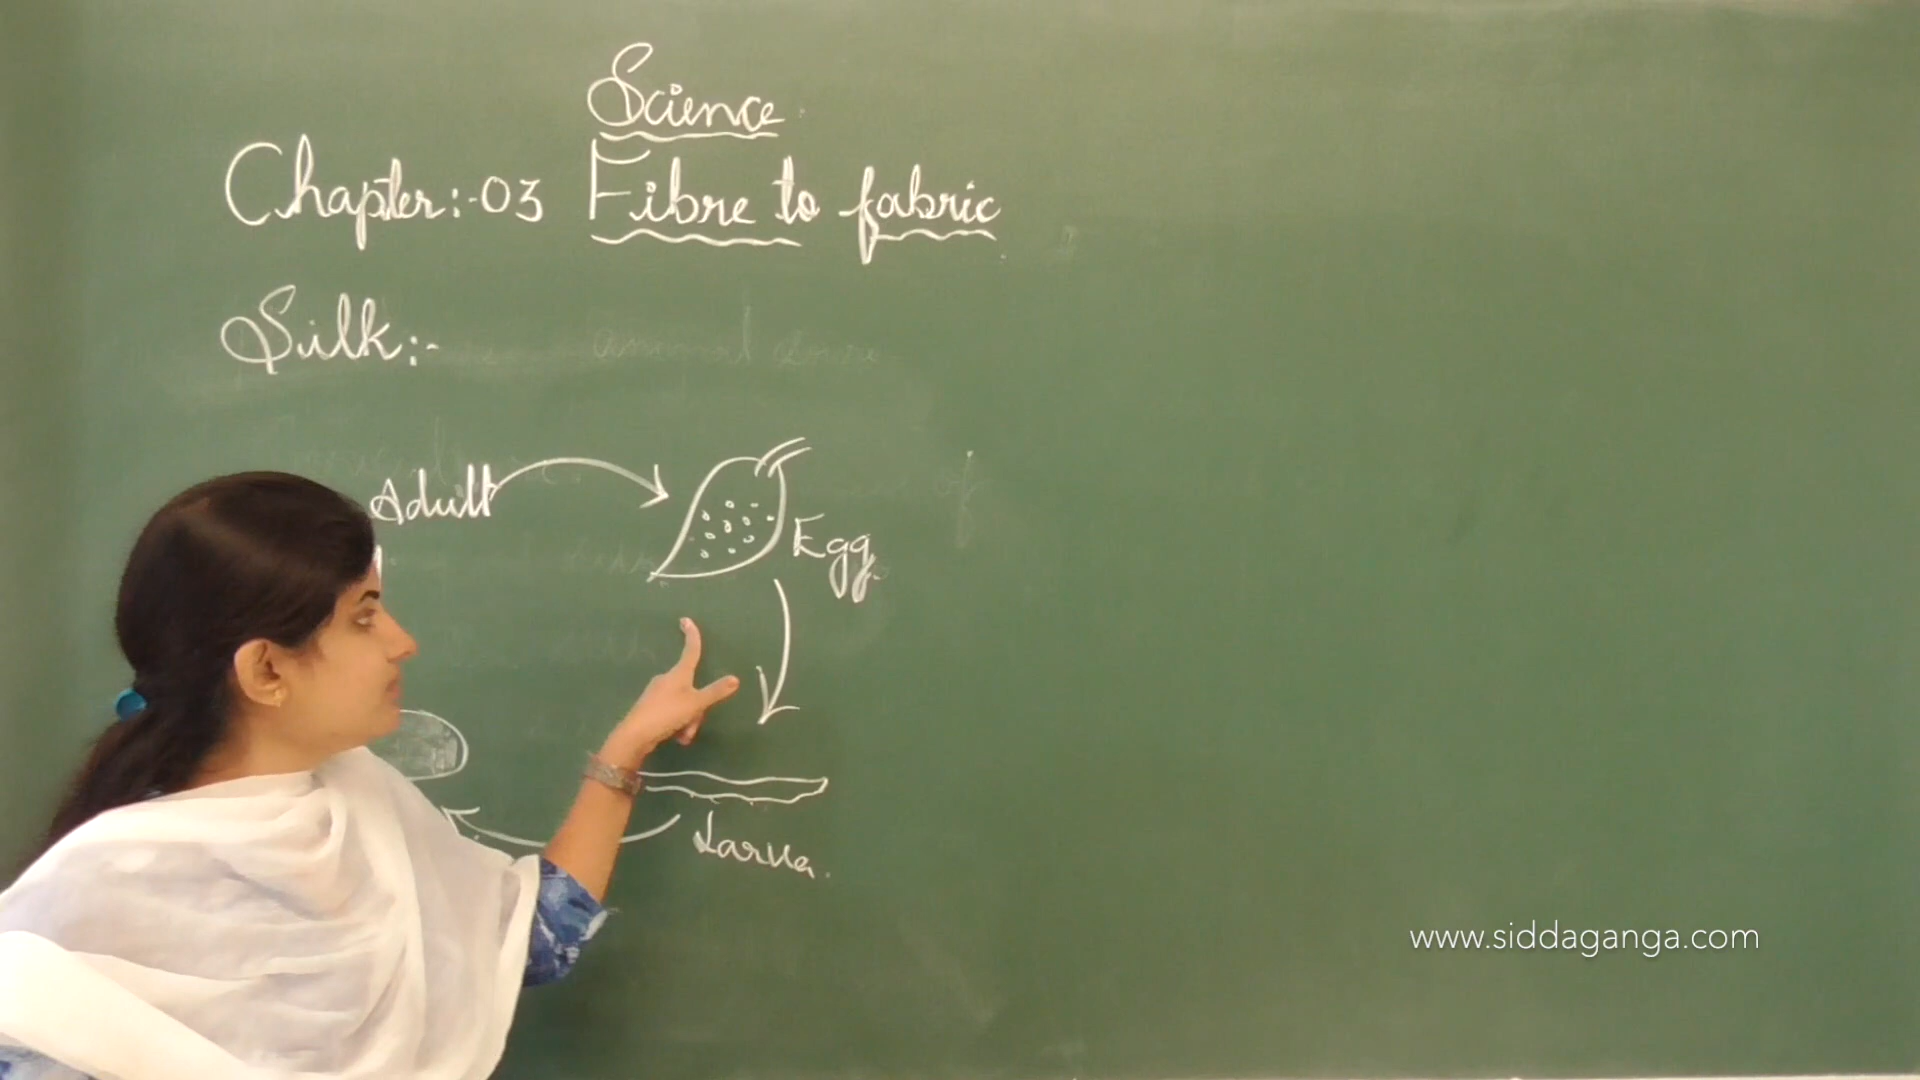 Science
Chapter:-03 Fibre to fabric
Silk:-
Adult
Egg.
Larva.
www.siddaganga.com